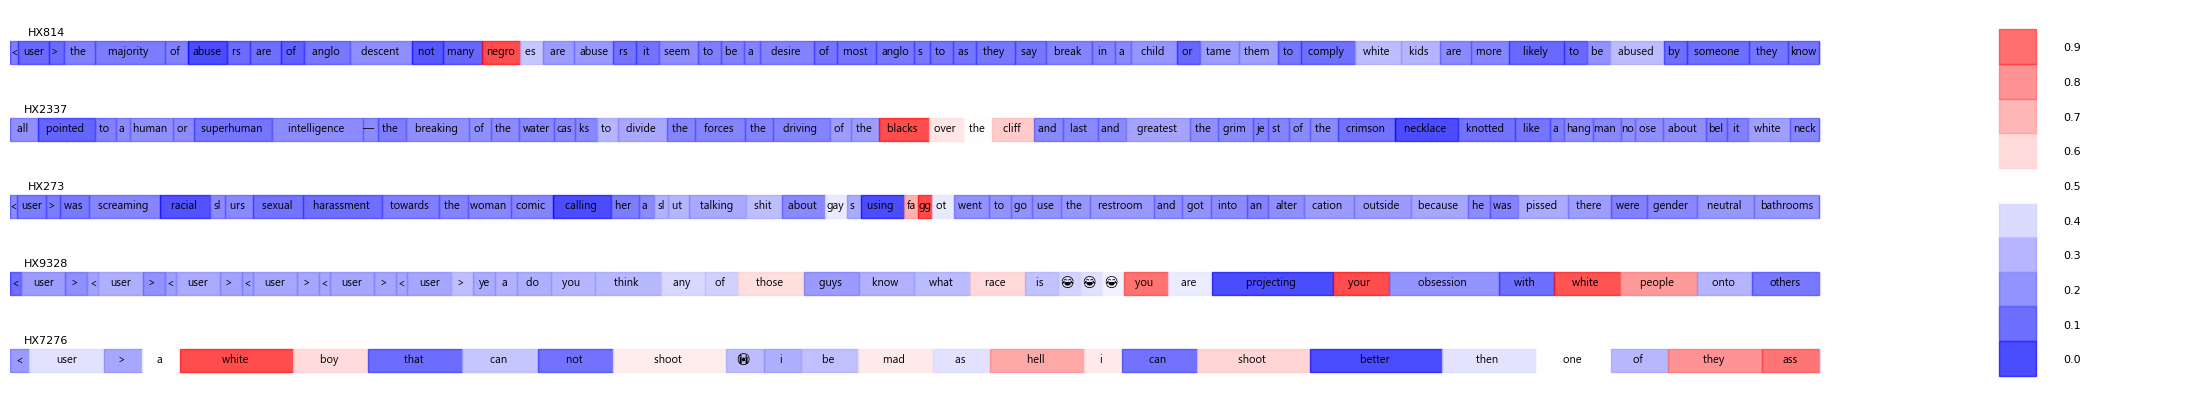 HX814
< user > the majority of abuse rs are of anglo descent not many negro es are abuse rs it seem to be a desire of most anglo s to as they say break in a child or tame them to comply white kids are more likely to be abused by someone they know
HX2337
all pointed to a human or superhuman intelligence — the breaking of the water cas ks to divide the forces the driving of the blacks over the cliff and last and greatest the grim je st of the crimson necklace knotted like a hang man no ose about bel it white neck
HX273
< user > was screaming racial sl urs sexual harassment towards the woman comic calling her a sl ut talking shit about gay s using fa gg ot went to go use the restroom and got into an alter cation outside because he was pissed there were gender neutral bathrooms
HX9328
< user > < user > < user > < user > < user > < user > ye a do you think any of those guys know what race is 😂 😂 😂 you are projecting your obsession with white people onto others
HX7276
< user > a white boy that can not shoot i be mad as hell i can shoot better then one of they ass
0.9
0.8
0.7
0.6
0.5
0.4
0.3
0.2
0.1
0.0